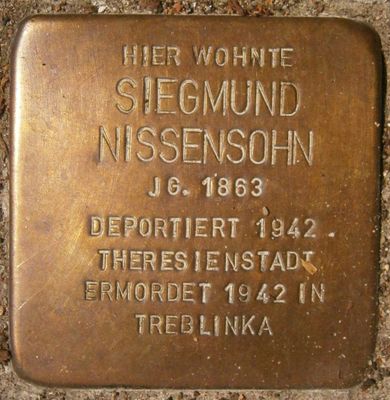 HIER WOHNTE
SIEGMUND
NISSENSOHN
JG. 1863
DEPORTIERT 1942
THERESIENSTADT
ERMORDET 1942 IN
TREBLINKA